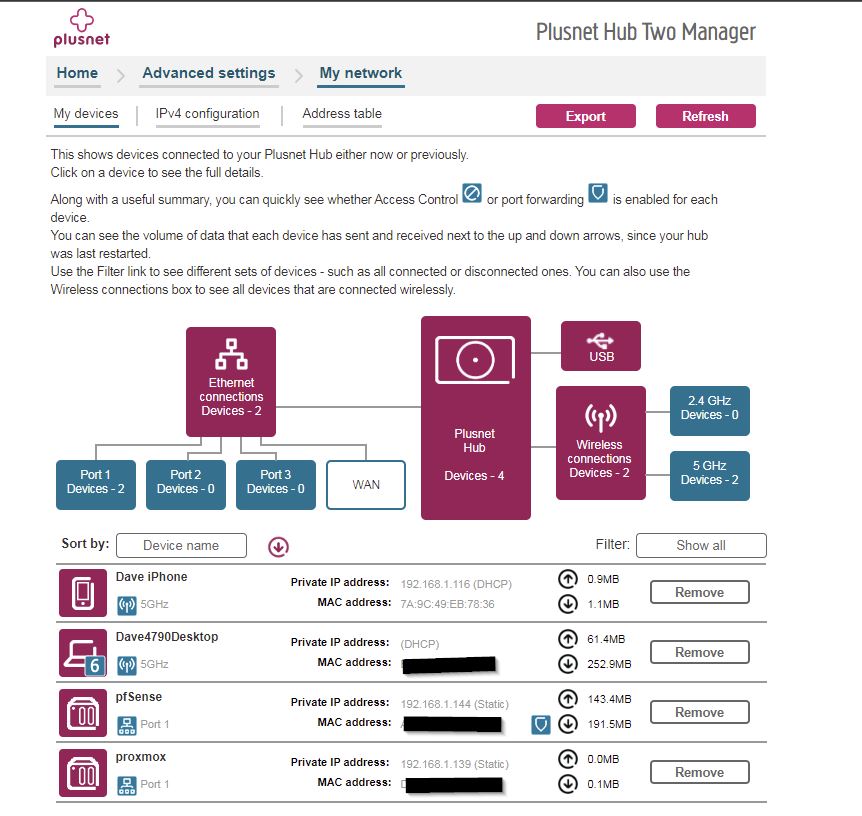 plusnet
Plusnet Hub Two Manager
Home
Advanced settings
My network
My devices
IPv4 configuration
Address table
Export
Refresh
This shows devices connected to your Plusnet Hub either now or previously.
Click on a device to see the full details.
Along with a useful summary, you can quickly see whether Access Control or port forwarding is enabled for each
device.
You can see the volume of data that each device has sent and received next to the up and down arrows, since your hub
was last restarted.
Use the Filter link to see different sets of devices - such as all connected or disconnected ones. You can also use the
Wireless connections box to see all devices that are connected wirelessly.
Ethernet
connections
Devices - 2
Plusnet
Hub
Devices - 4
USB
Wireless
connections
Devices - 2
2.4 GHz
Devices - 0
5 GHz
Devices - 2
Port 1
Devices - 2
Port 2
Devices - 0
Port 3
Devices - 0
WAN
Sort by:
Device name
Filter:
Show all
Dave iPhone
5GHz
Private IP address: 192.168.1.116 (DHCP)
MAC address: 7A:9C:49:EB:78:36
0.9MB
1.1MB
Remove
Dave4790Desktop
6
5GHz
Private IP address: (DHCP)
MAC address:
61.4MB
252.9MB
Remove
pfSense
Port 1
Private IP address: 192.168.1.144 (Static)
MAC address:
143.4MB
191.5MB
Remove
proxmox
Port 1
Private IP address: 192.168.1.139 (Static)
MAC address:
0.0MB
0.1MB
Remove